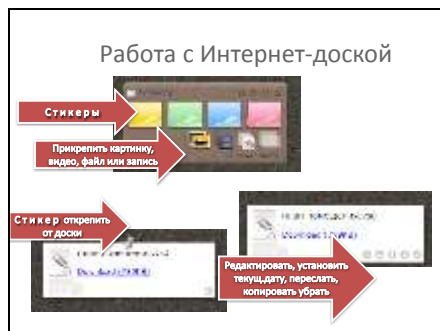 Работа с Интернет-доской
Стикеры
Прикрепить картинку,
видео, файл или запись
Стикер открепить
от доски
Редактировать, установить
текущ.дату, переслать,
копировать убрать